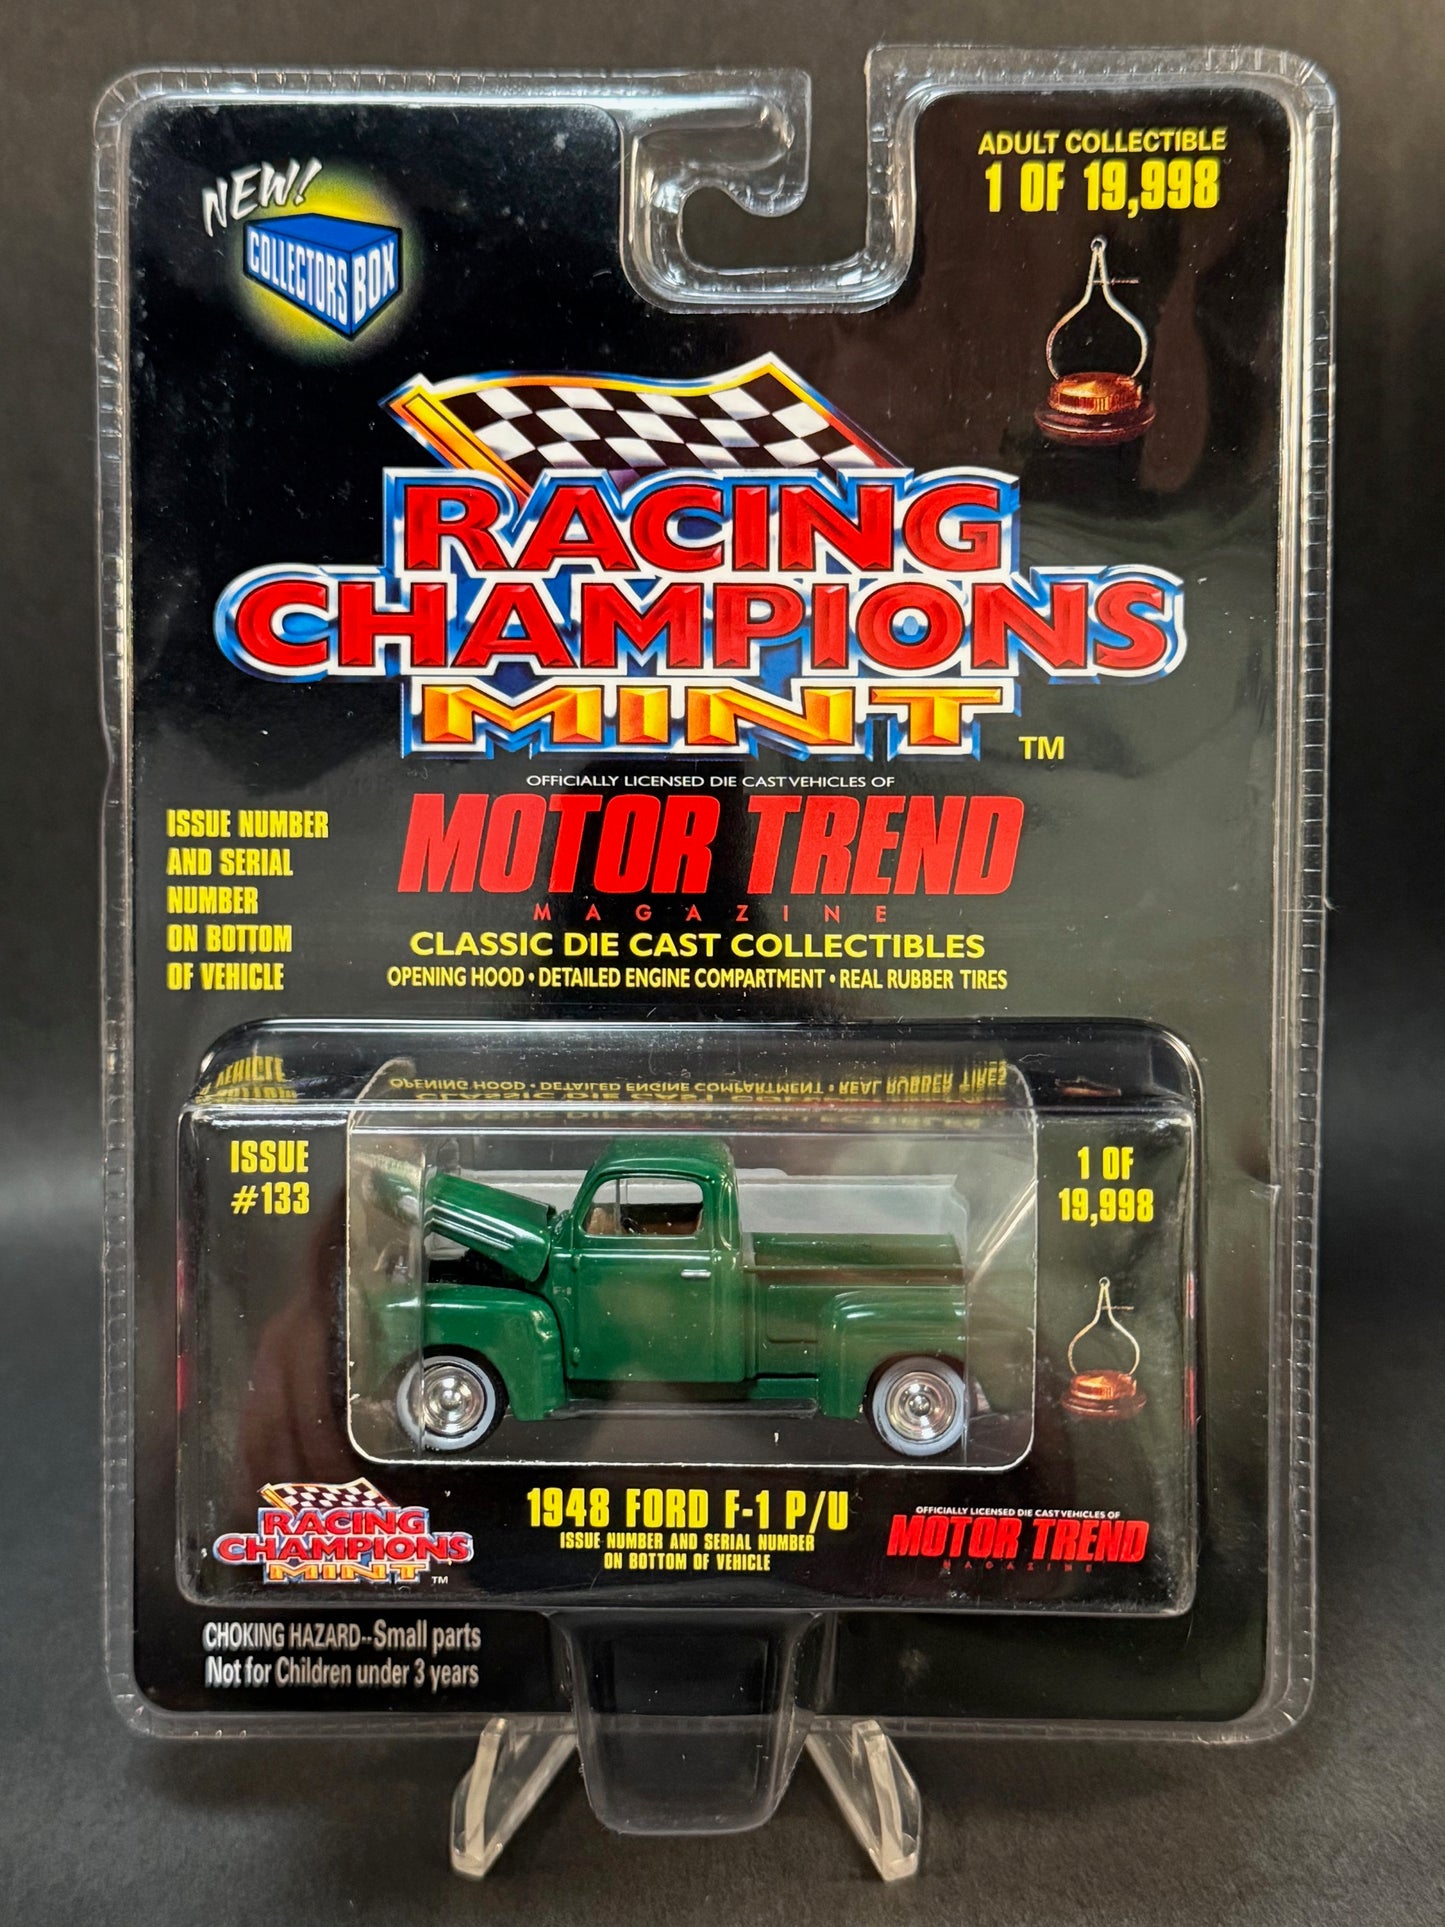 NEW!
COLLECTORS BOX
ADULT COLLECTIBLE
1 OF 19,998
RACING
CHAMPIONS
MINT TM
OFFICIALLY LICENSED DIE CAST VEHICLES OF
MOTOR TREND
MAGAZINE
CLASSIC DIE CAST COLLECTIBLES
OPENING HOOD • DETAILED ENGINE COMPARTMENT • REAL RUBBER TIRES
ISSUE NUMBER
AND SERIAL
NUMBER
ON BOTTOM
OF VEHICLE
ISSUE
#133
1 OF
19,998
RACING
CHAMPIONS
MINT TM
1948 FORD F-1 P/U
ISSUE NUMBER AND SERIAL NUMBER
ON BOTTOM OF VEHICLE
OFFICIALLY LICENSED DIE CAST VEHICLES OF
MOTOR TREND
MAGAZINE
CHOKING HAZARD--Small parts
Not for Children under 3 years